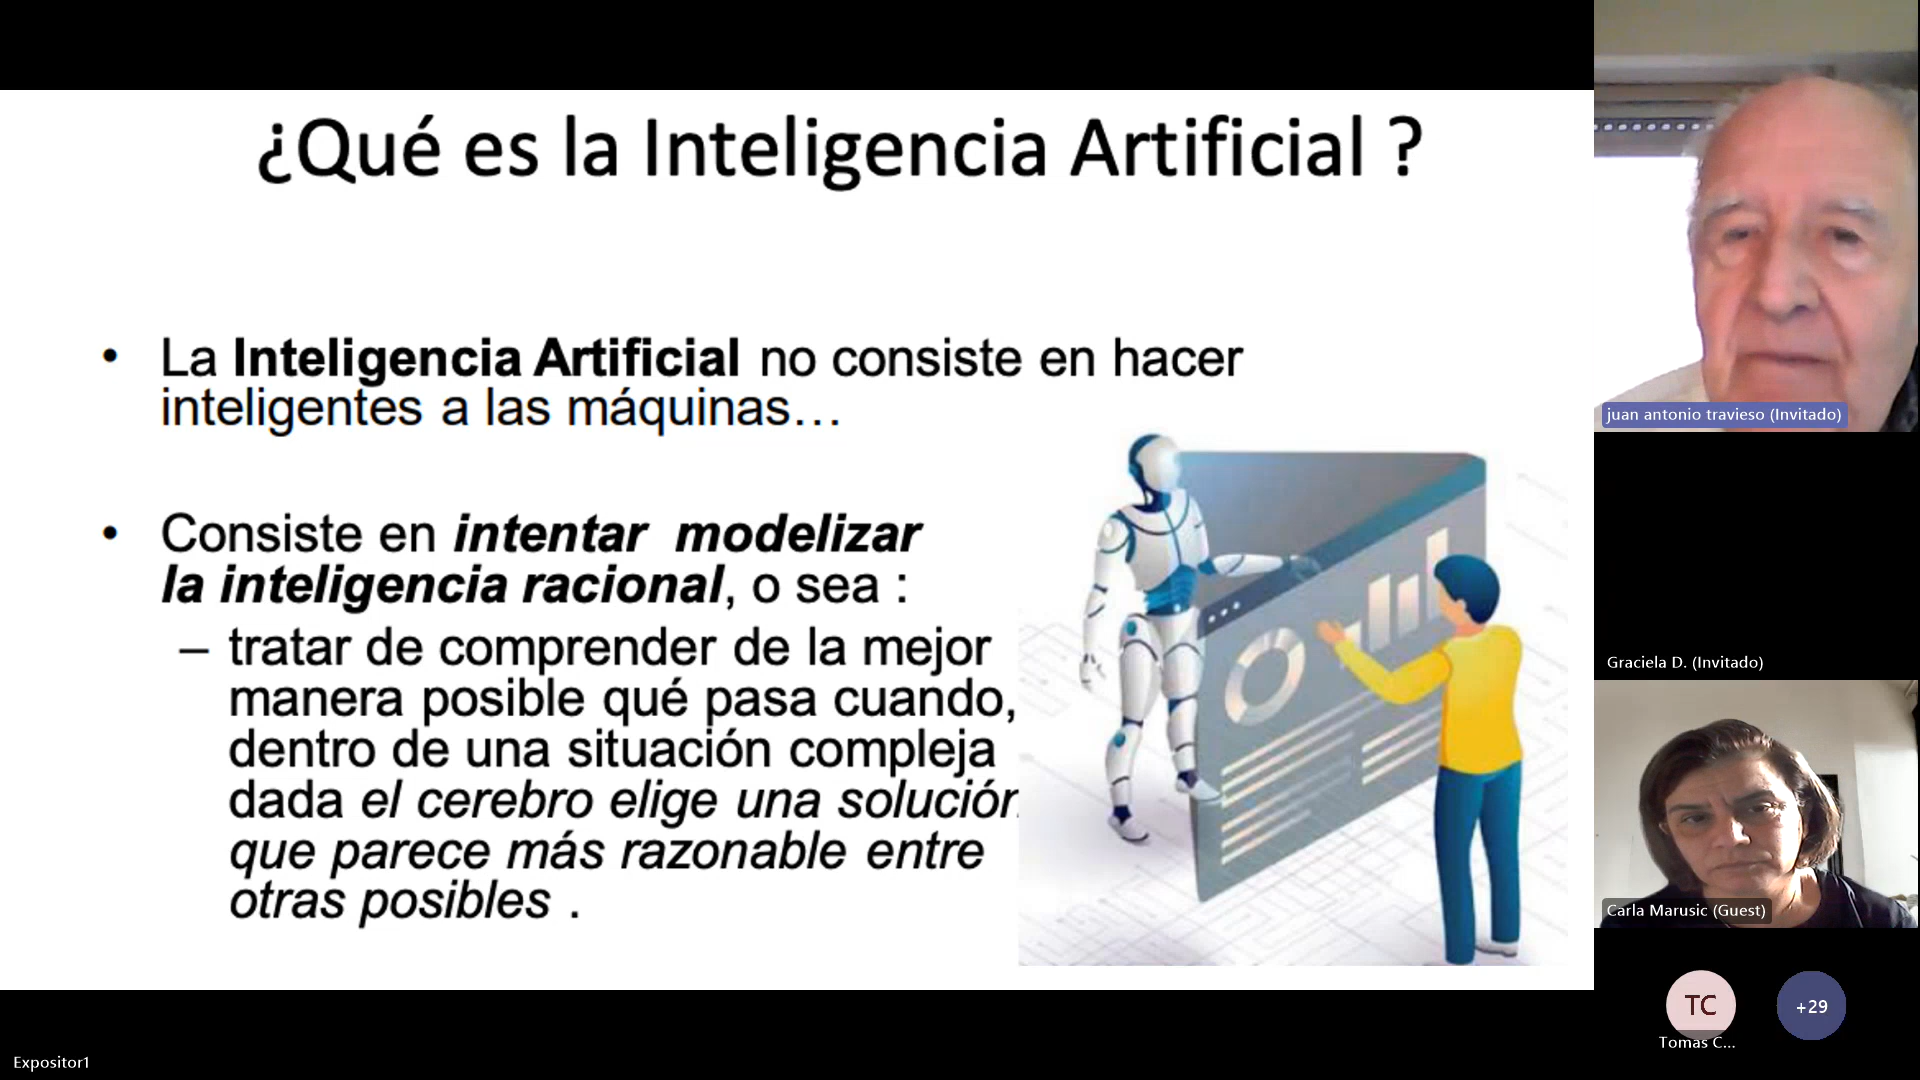 ¿Qué es la Inteligencia Artificial ?
• La Inteligencia Artificial no consiste en hacer
inteligentes a las máquinas…
• Consiste en intentar modelizar
la inteligencia racional, o sea :
– tratar de comprender de la mejor
manera posible qué pasa cuando,
dentro de una situación compleja
dada el cerebro elige una solución
que parece más razonable entre
otras posibles .
juan antonio travieso (Invitado)
Graciela D. (Invitado)
Carla Marusic (Guest)
TC
+29
Tomas C...
Expositor1